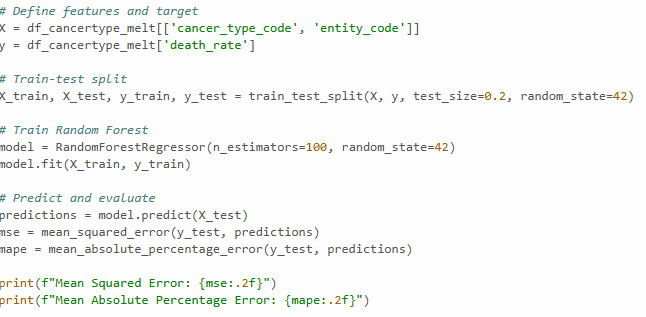 # Define features and target
X = df_cancertype_melt[['cancer_type_code', 'entity_code']]
y = df_cancertype_melt['death_rate']
# Train-test split
X_train, X_test, y_train, y_test = train_test_split(X, y, test_size=0.2, random_state=42)
# Train Random Forest
model = RandomForestRegressor(n_estimators=100, random_state=42)
model.fit(X_train, y_train)
# Predict and evaluate
predictions = model.predict(X_test)
mse = mean_squared_error(y_test, predictions)
mape = mean_absolute_percentage_error(y_test, predictions)
print(f"Mean Squared Error: {mse:.2f}")
print(f"Mean Absolute Percentage Error: {mape:.2f}")